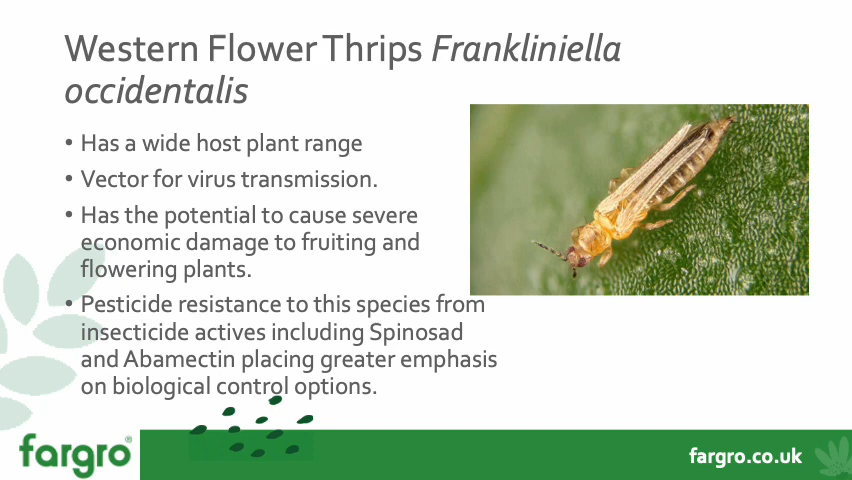 Western Flower Thrips Frankliniella
occidentalis
• Has a wide host plant range
• Vector for virus transmission.
• Has the potential to cause severe
economic damage to fruiting and
flowering plants.
• Pesticide resistance to this species from
insecticide actives including Spinosad
and Abamectin placing greater emphasis
on biological control options.
fargro®
fargro.co.uk